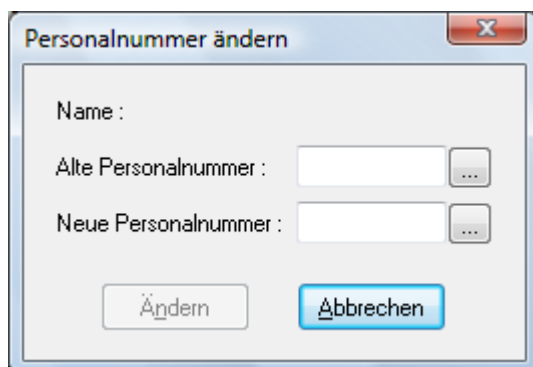 Personalnummer ändern
Name :
Alte Personalnummer :
...
Neue Personalnummer :
...
Ändern
Abbrechen